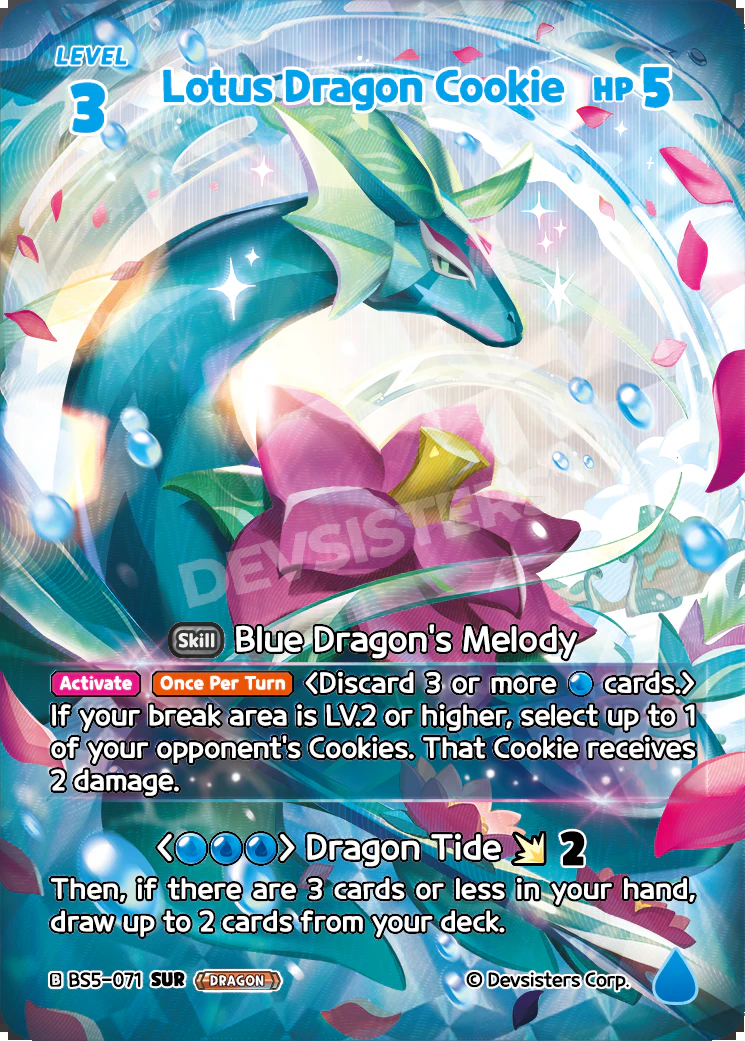 LEVEL
3
Lotus Dragon Cookie HP 5
DEVSISTERS
Skill Blue Dragon's Melody
Activate Once Per Turn <Discard 3 or more cards.>
If your break area is LV.2 or higher, select up to 1
of your opponent's Cookies. That Cookie receives
2 damage.
< > Dragon Tide 2
Then, if there are 3 cards or less in your hand,
draw up to 2 cards from your deck.
B BS5-071 SUR DRAGON © Devsisters Corp.